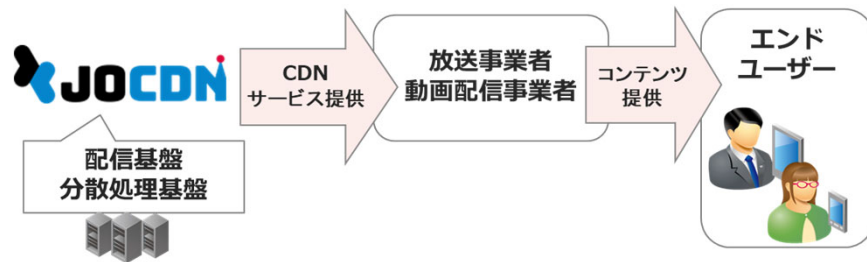 JOCDN
配信基盤
分散処理基盤
CDN
サービス提供
放送事業者
動画配信事業者
コンテンツ
提供
エンド
ユーザー